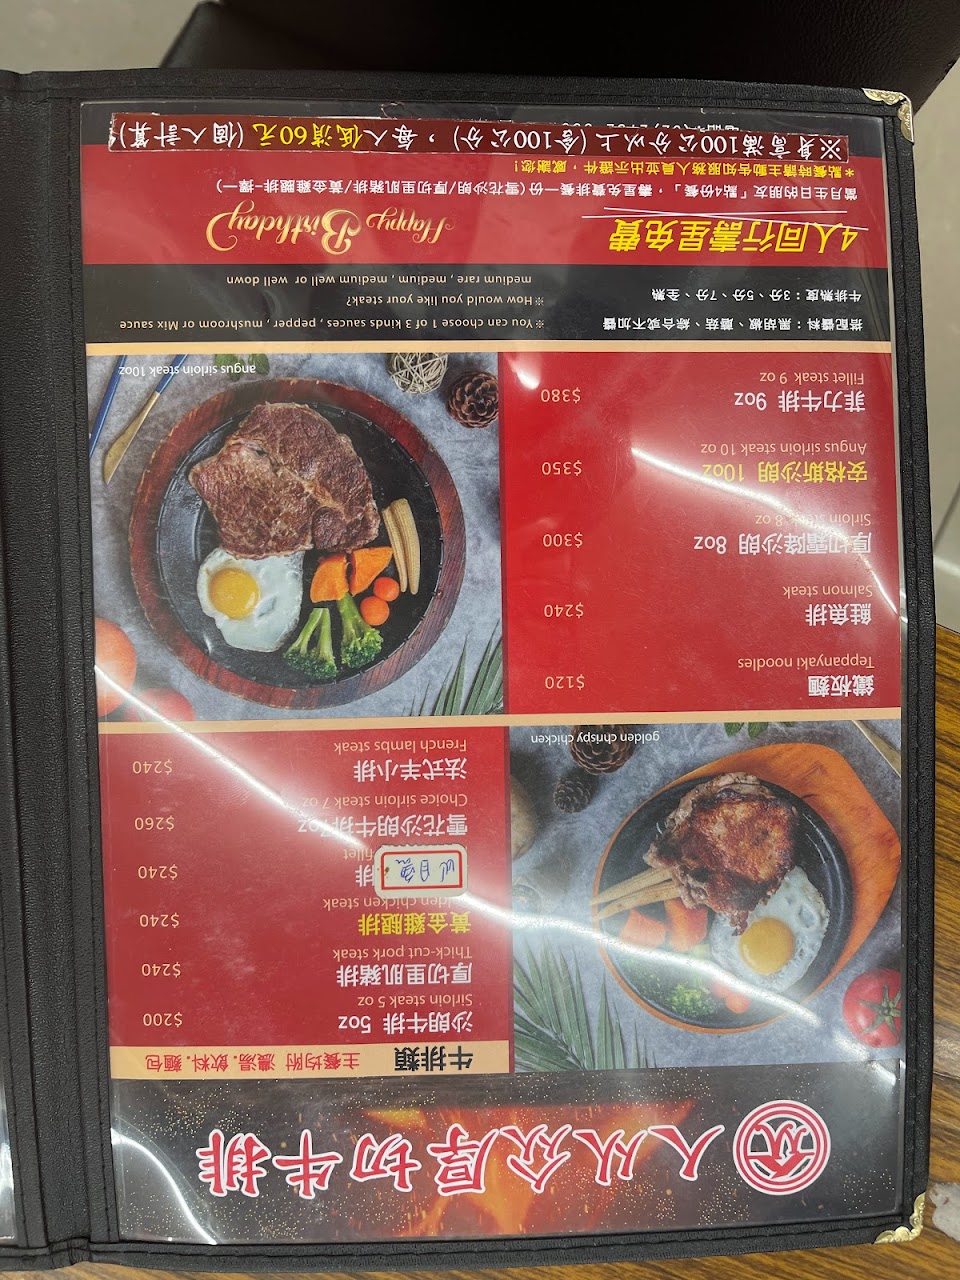 人从众厚切牛排
牛排類 主餐均附 濃湯．飲料．麵包
沙朗牛排 5oz $200
Sirloin steak 5 oz
厚切里肌豬排 $240
Thick-cut pork steak
黃金雞腿排 $240
golden chicken steak
排 $240
Fillet
雪花沙朗牛排7oz $260
Choice sirloin steak 7 oz
法式羊小排 $240
French lambs steak
golden chrispy chicken
鐵板麵 $120
Teppanyaki noodles
鮭魚排 $240
Salmon steak
厚切霜降沙朗 8oz $300
Sirloin steak 8 oz
安格斯沙朗 10oz $350
Angus sirloin steak 10 oz
菲力牛排 9oz $380
Fillet steak 9 oz
angus sirloin steak 10oz
搭配醬料：黑胡椒、蘑菇、綜合或不加醬
牛排熟度：3分、5分、7分、全熟
※You can choose 1 of 3 kinds sauces , pepper , mushroom or Mix sauce
※How would you like your steak?
medium rare , medium , medium well or well down
4人同行壽星免費
Happy Birthday
當月生日的朋友「點4份餐」，壽星免費排餐一份(雪花沙朗/厚切里肌豬排/黃金雞腿排-擇一)
*點餐時請主動告知服務人員並出示證件，感謝您！
※身高滿100公分以上(含100公分)，每人低消60元(個人計算)